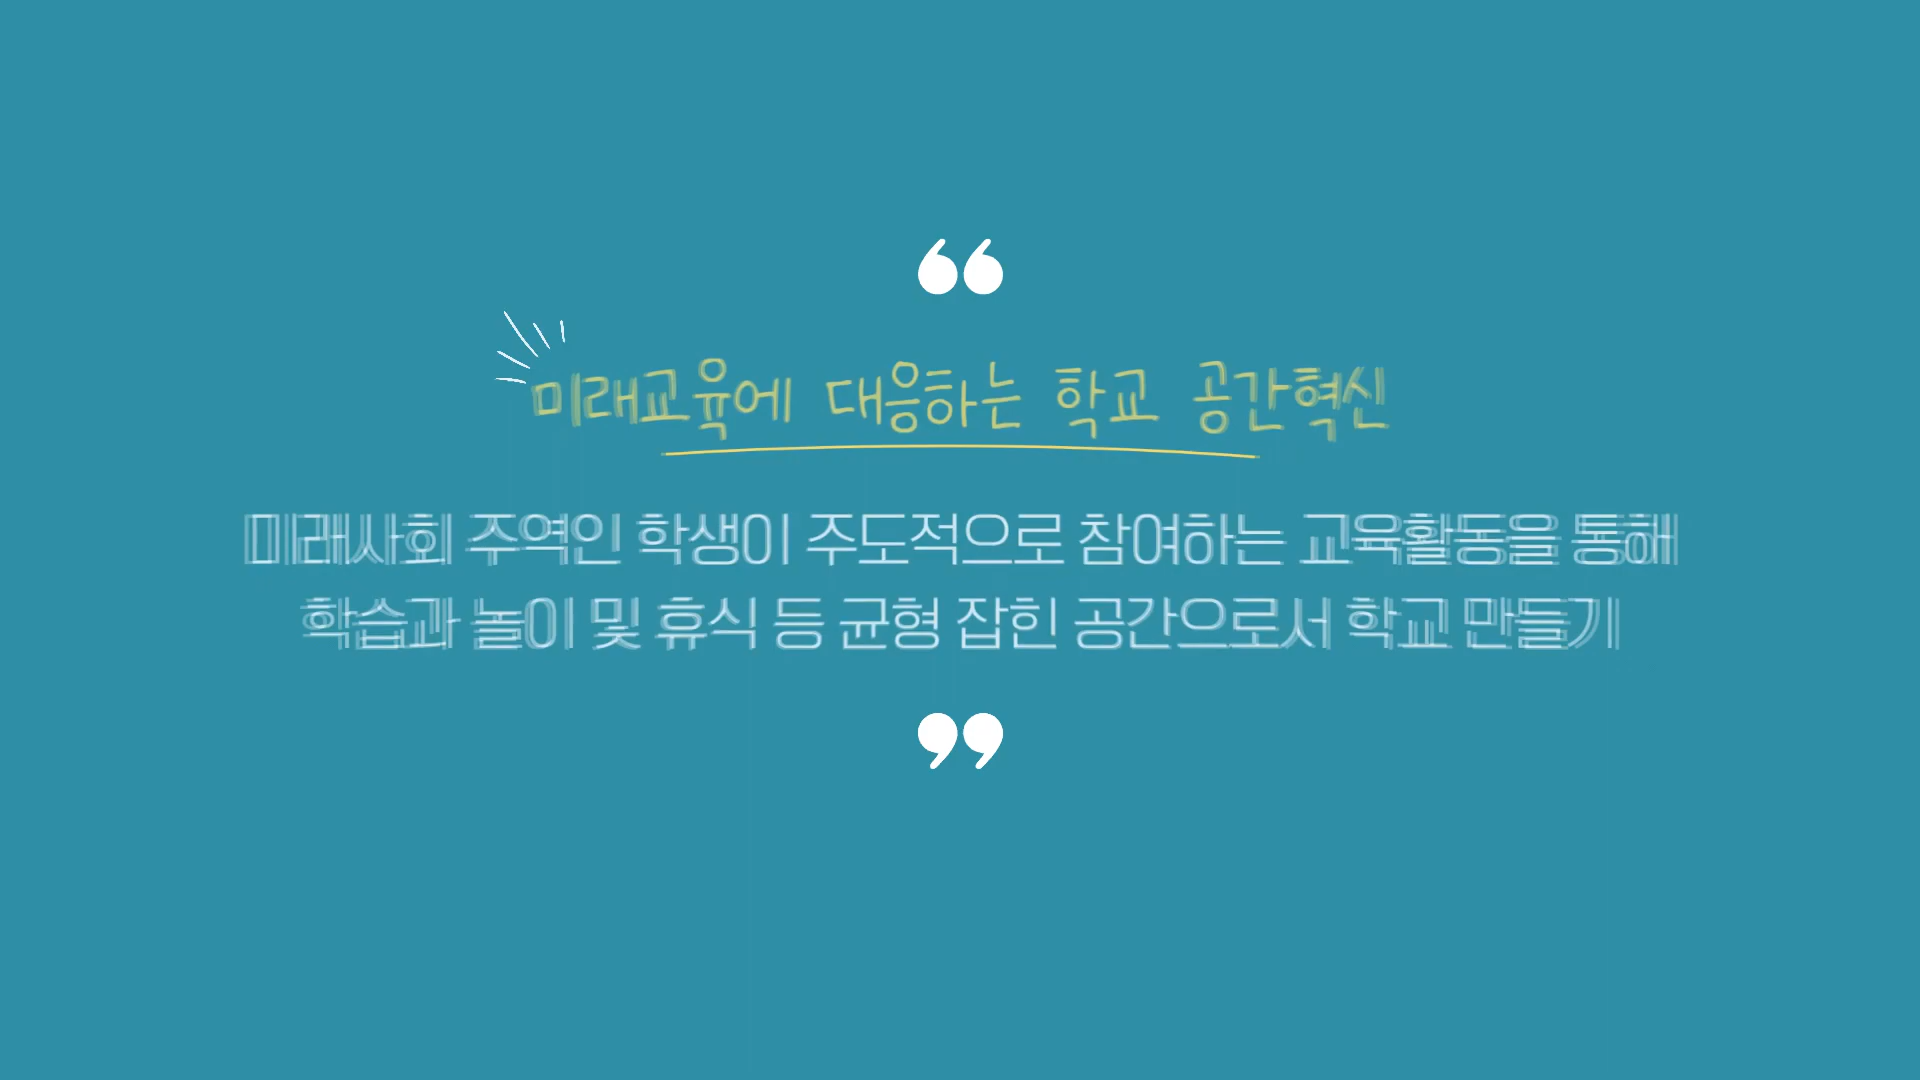 ❝
미래교육에 대응하는 학교 공간혁신
미래사회 주역인 학생이 주도적으로 참여하는 교육활동을 통해
학습과 놀이 및 휴식 등 균형 잡힌 공간으로서 학교 만들기
❞